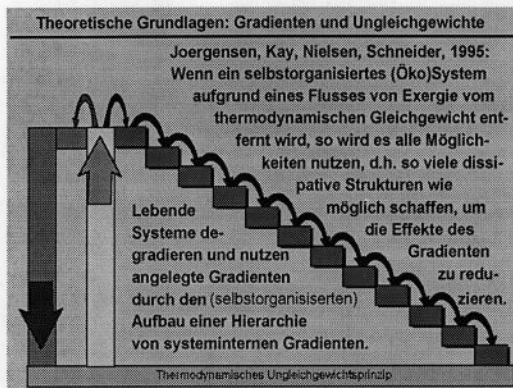 Theoretische Grundlagen: Gradienten und Ungleichgewichte
Joergensen, Kay, Nielsen, Schneider, 1995:
Wenn ein selbstorganisiertes (Öko)System
aufgrund eines Flusses von Exergie vom
thermodynamischen Gleichgewicht ent-
fernt wird, so wird es alle Möglich-
keiten nutzen, d.h. so viele dissi-
pative Strukturen wie
möglich schaffen, um
die Effekte des
Gradienten
zu redu-
zieren.
Lebende
Systeme de-
gradieren und nutzen
angelegte Gradienten
durch den (selbstorganisiserten)
Aufbau einer Hierarchie
von systeminternen Gradienten.
Thermodynamisches Ungleichgewichtsprinzip